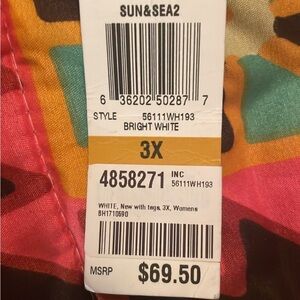 SUN&SEA2
6 36202 50287 7
STYLE 56111WH193
BRIGHT WHITE
3X
4858271 INC
56111WH193
WHITE, New with tags, 3X, Womens
BH1710590
MSRP $69.50